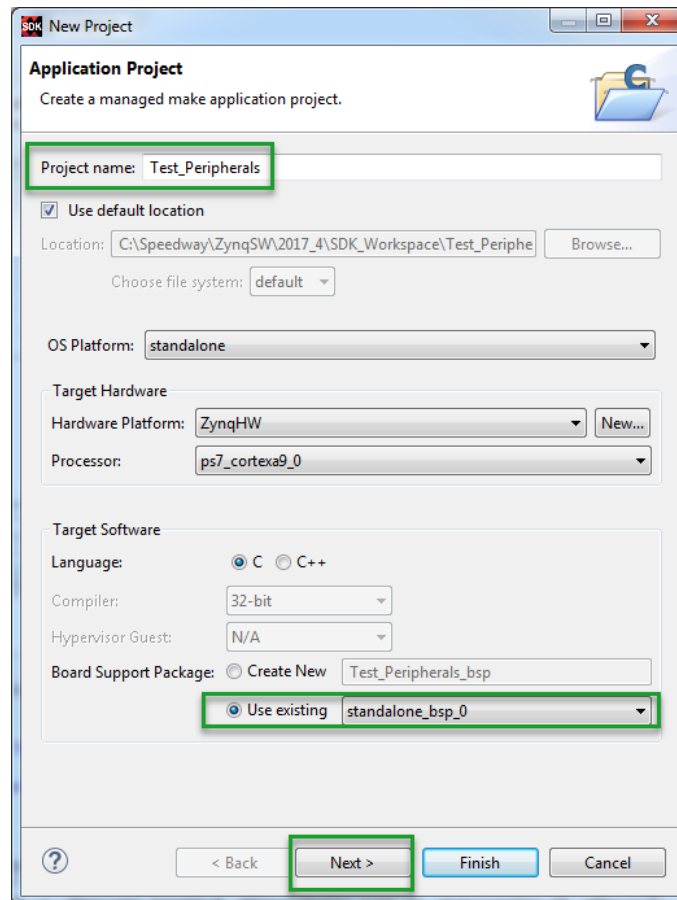 SDK New Project
Application Project
Create a managed make application project.
Project name: Test_Peripherals
Use default location
Location: C:\Speedway\ZynqSW\2017_4\SDK_Workspace\Test_Periphe Browse...
Choose file system: default
OS Platform: standalone
Target Hardware
Hardware Platform: ZynqHW New...
Processor: ps7_cortexa9_0
Target Software
Language: C C++
Compiler: 32-bit
Hypervisor Guest: N/A
Board Support Package: Create New Test_Peripherals_bsp
Use existing standalone_bsp_0
? < Back Next > Finish Cancel